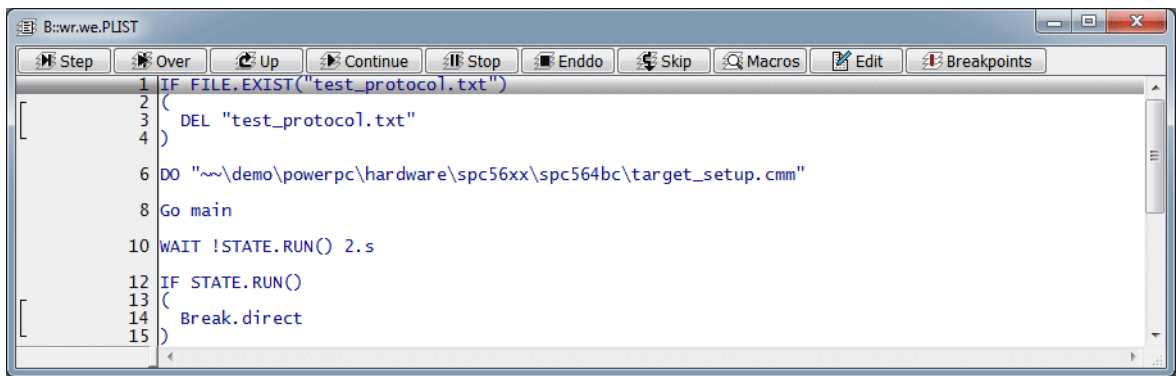 B::wr.we.PLIST
Step Over Up Continue Stop Enddo Skip Macros Edit Breakpoints
1 IF FILE.EXIST("test_protocol.txt")
2 (
3 DEL "test_protocol.txt"
4 )
6 DO "~~\demo\powerpc\hardware\spc56xx\spc564bc\target_setup.cmm"
8 Go main
10 WAIT !STATE.RUN() 2.s
12 IF STATE.RUN()
13 (
14 Break.direct
15 )